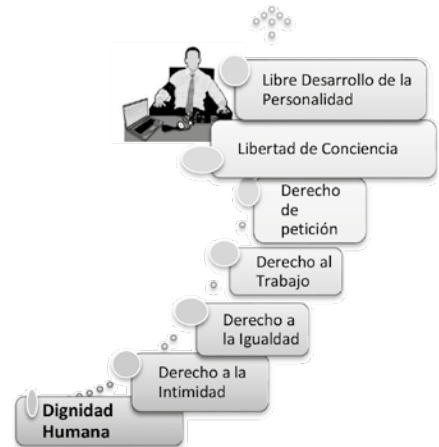 Libre Desarrollo de la
Personalidad
Libertad de Conciencia
Derecho
de
petición
Derecho al
Trabajo
Derecho a
la Igualdad
Derecho a la
Intimidad
Dignidad
Humana